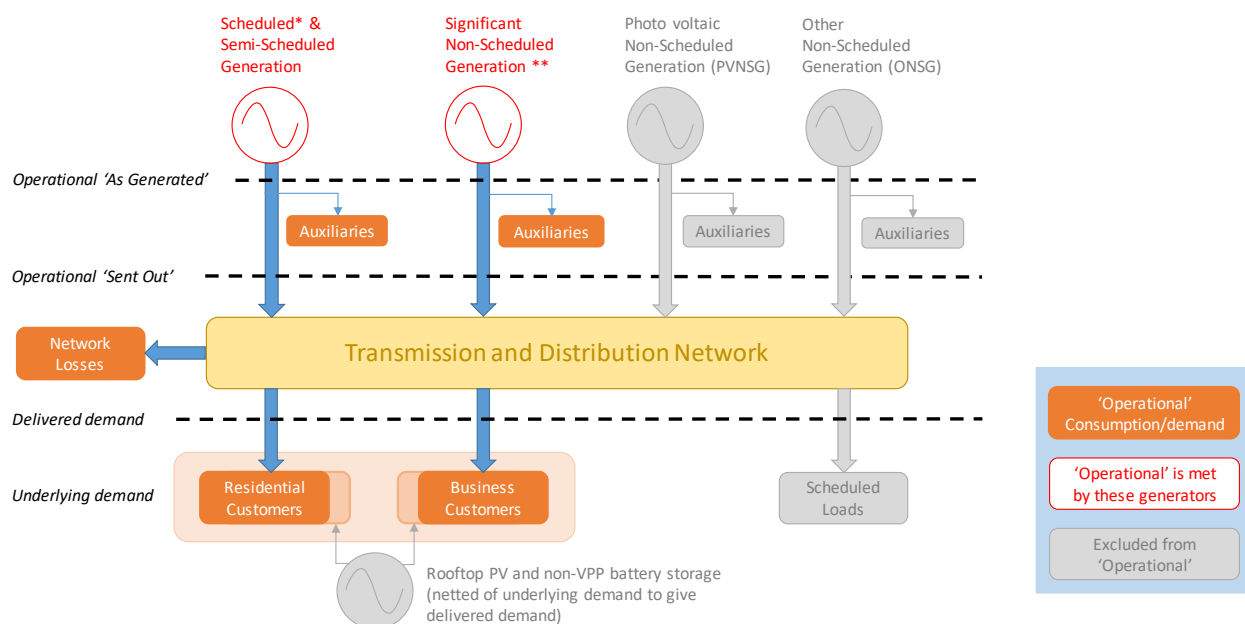 Scheduled* &
Semi-Scheduled
Generation
Significant
Non-Scheduled
Generation **
Photo voltaic
Non-Scheduled
Generation (PVNSG)
Other
Non-Scheduled
Generation (ONSG)
Operational ‘As Generated’
Auxiliaries
Auxiliaries
Auxiliaries
Auxiliaries
Operational ‘Sent Out’
Network
Losses
Transmission and Distribution Network
Delivered demand
Underlying demand
Residential
Customers
Business
Customers
Scheduled
Loads
Rooftop PV and non-VPP battery storage
(netted of underlying demand to give
delivered demand)
‘Operational’
Consumption/demand
‘Operational’ is met
by these generators
Excluded from
‘Operational’